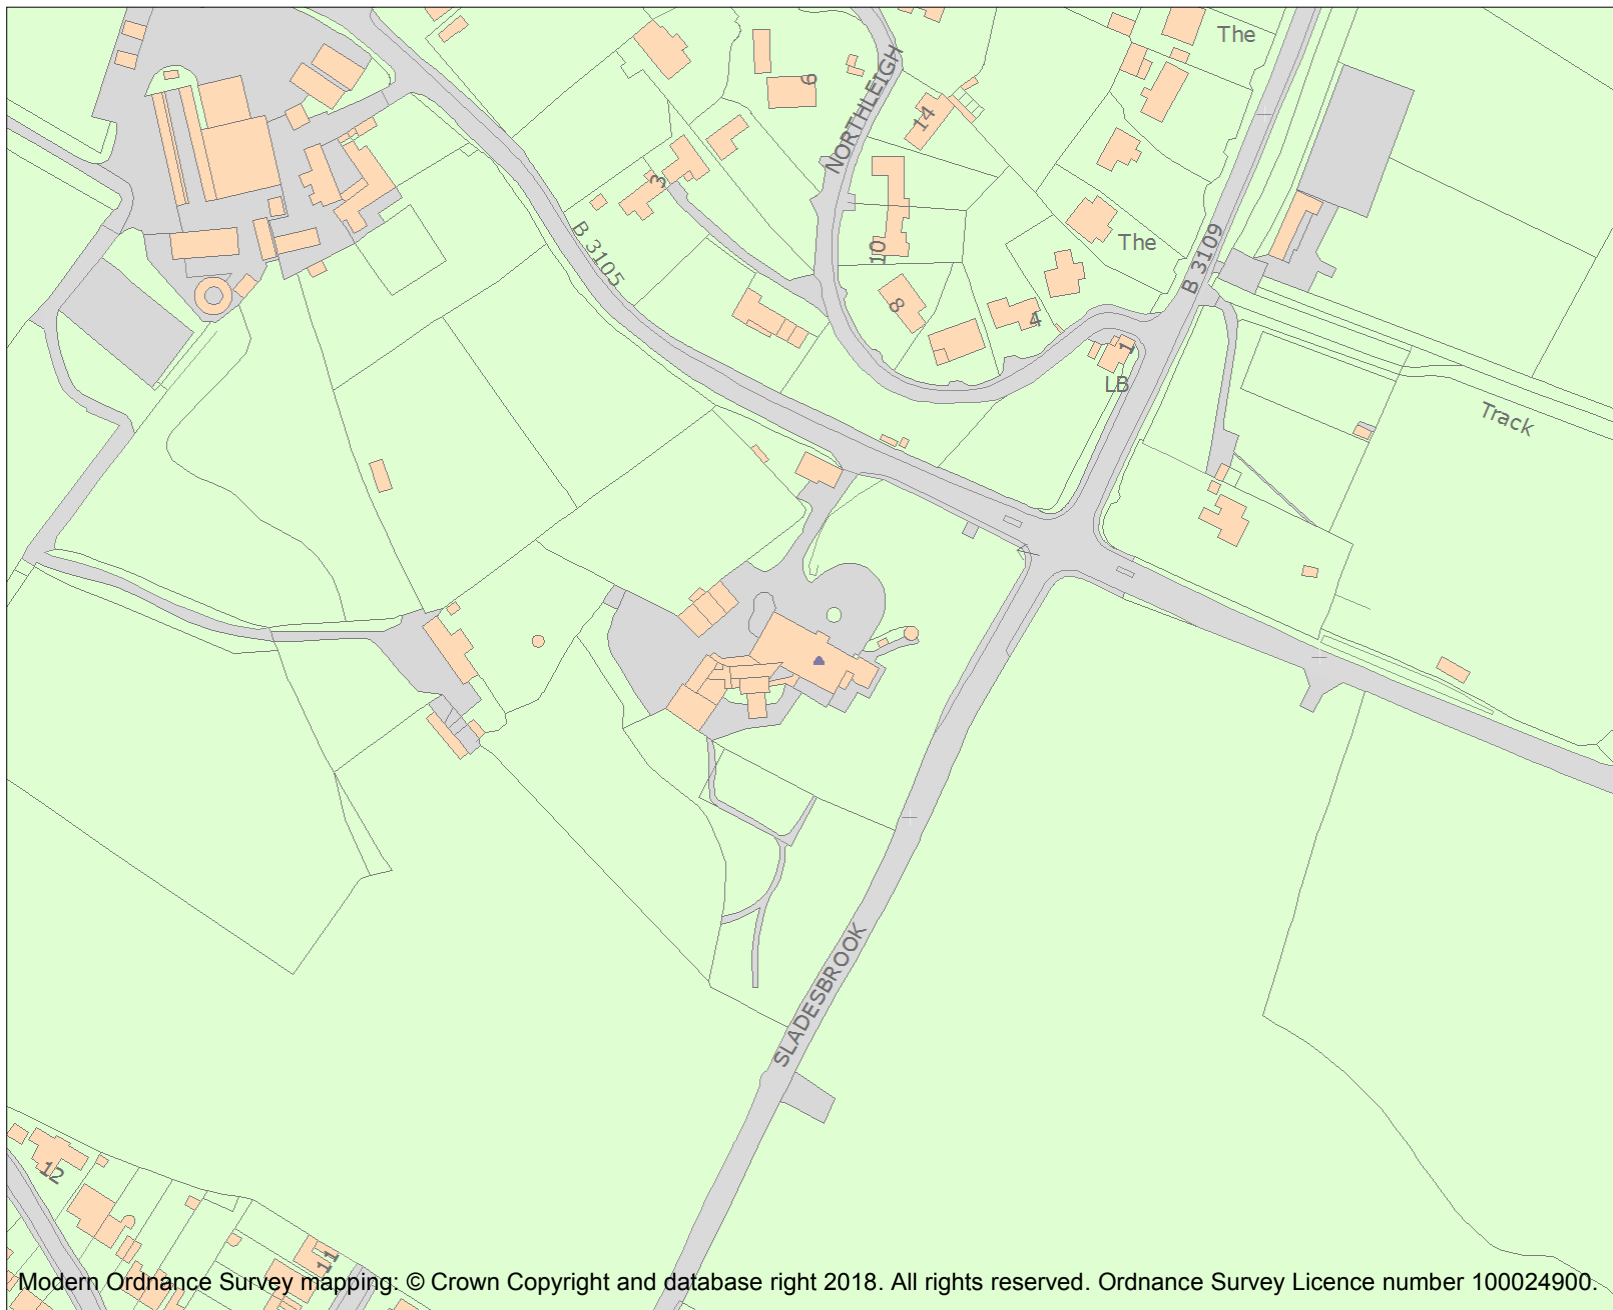 The
NORTHLEIGH
6
14
3
10
8
4
1
LB
The
B 3105
B 3109
Track
SLADESBROOK
12
11
Modern Ordnance Survey mapping: © Crown Copyright and database right 2018. All rights reserved. Ordnance Survey Licence number 100024900.